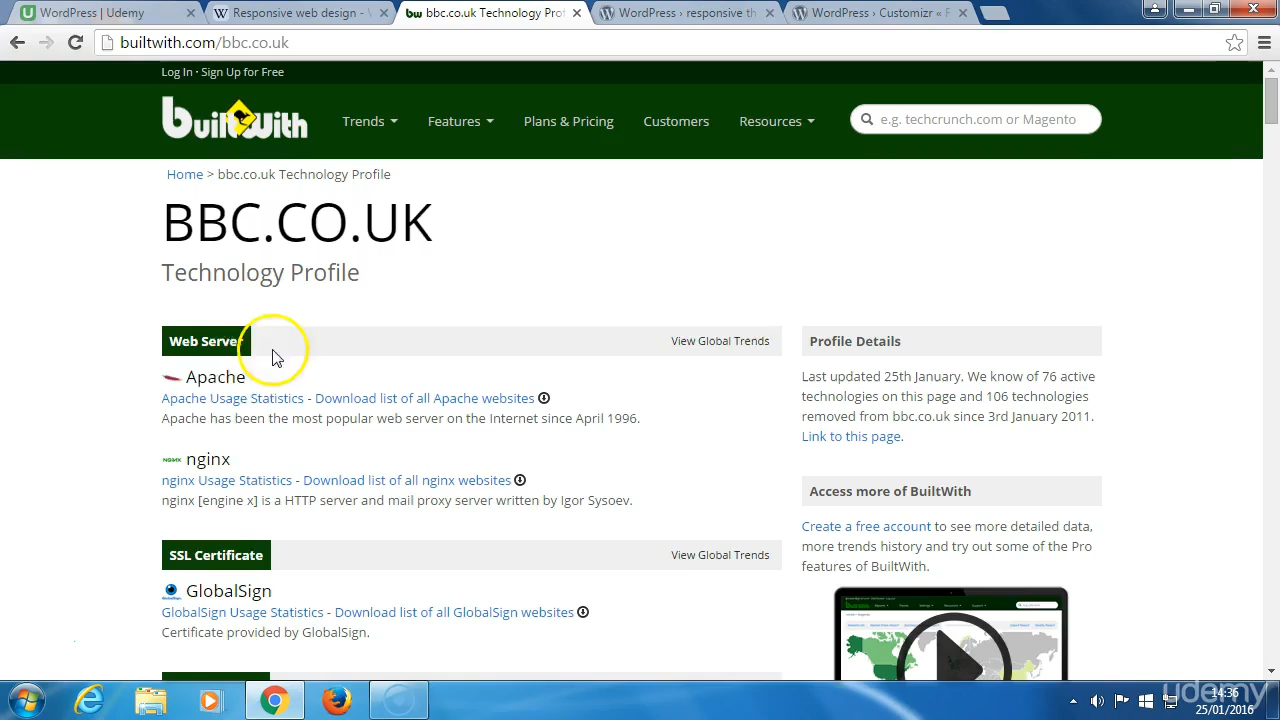 WordPress | Udemy
Responsive web design - V
bbc.co.uk Technology Pro
WordPress › responsive th
WordPress › Customizr « F
builtwith.com/bbc.co.uk
Log In · Sign Up for Free
builtWith
Trends
Features
Plans & Pricing
Customers
Resources
e.g. techcrunch.com or Magento
Home > bbc.co.uk Technology Profile
BBC.CO.UK
Technology Profile
Web Server
View Global Trends
Apache
Apache Usage Statistics - Download list of all Apache websites
Apache has been the most popular web server on the Internet since April 1996.
nginx
nginx Usage Statistics - Download list of all nginx websites
nginx [engine x] is a HTTP server and mail proxy server written by Igor Sysoev.
SSL Certificate
View Global Trends
GlobalSign
GlobalSign Usage Statistics - Download list of all GlobalSign websites
Certificate provided by GlobalSign.
Profile Details
Last updated 25th January. We know of 76 active
technologies on this page and 106 technologies
removed from bbc.co.uk since 3rd January 2011.
Link to this page.
Access more of BuiltWith
Create a free account to see more detailed data,
more trends history and try out some of the Pro
features of BuiltWith.
udemy
14:36
25/01/2016